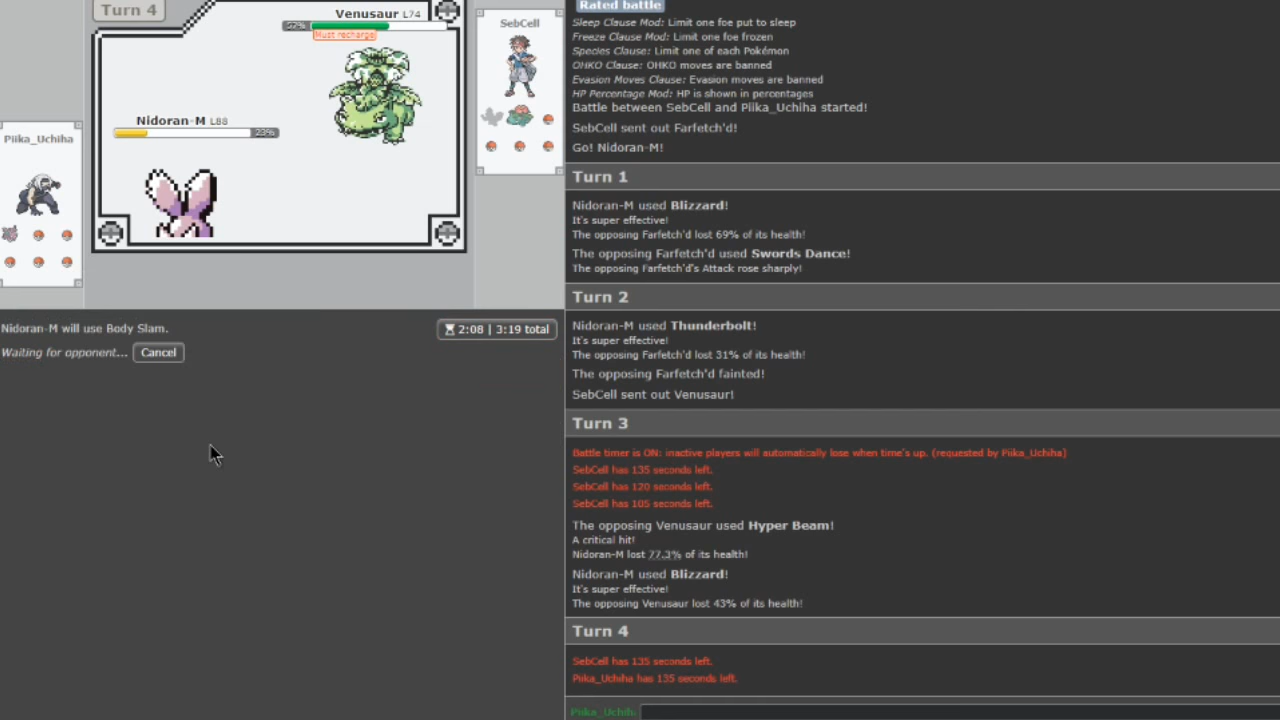 Turn 4
Venusaur L74
Must recharge
Nidoran-M L88
23%
Piika_Uchiha
SebCell
Nidoran-M will use Body Slam.
2:08 | 3:19 total
Waiting for opponent... Cancel
Rated battle
Sleep Clause Mod: Limit one foe put to sleep
Freeze Clause Mod: Limit one foe frozen
Species Clause: Limit one of each Pokémon
OHKO Clause: OHKO moves are banned
Evasion Moves Clause: Evasion moves are banned
HP Percentage Mod: HP is shown in percentages
Battle between SebCell and Piika_Uchiha started!
SebCell sent out Farfetch'd!
Go! Nidoran-M!
Turn 1
Nidoran-M used Blizzard!
It's super effective!
The opposing Farfetch'd lost 69% of its health!
The opposing Farfetch'd used Swords Dance!
The opposing Farfetch'd's Attack rose sharply!
Turn 2
Nidoran-M used Thunderbolt!
It's super effective!
The opposing Farfetch'd lost 31% of its health!
The opposing Farfetch'd fainted!
SebCell sent out Venusaur!
Turn 3
Battle timer is ON: inactive players will automatically lose when time's up. (requested by Piika_Uchiha)
SebCell has 135 seconds left.
SebCell has 120 seconds left.
SebCell has 105 seconds left.
The opposing Venusaur used Hyper Beam!
A critical hit!
Nidoran-M lost 77.3% of its health!
Nidoran-M used Blizzard!
It's super effective!
The opposing Venusaur lost 43% of its health!
Turn 4
SebCell has 135 seconds left.
Piika_Uchiha has 135 seconds left.